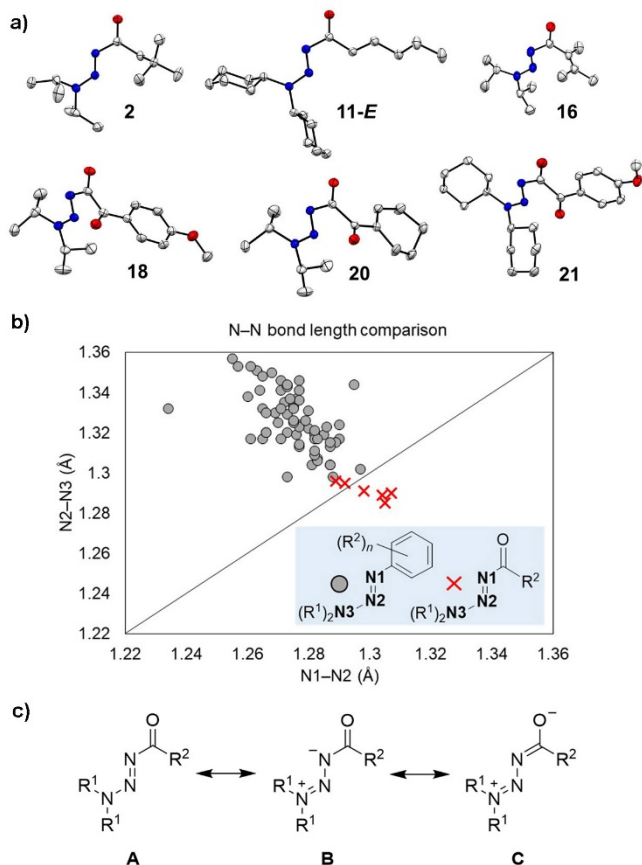 a)
2
11-E
16
18
20
21
b)
N–N bond length comparison
N2–N3 (Å)
1.36
1.34
1.32
1.3
1.28
1.26
1.24
1.22
1.22 1.24 1.26 1.28 1.3 1.32 1.34 1.36
N1–N2 (Å)
(R²)n
N1
N2
(R¹)₂N3
O
N1
R²
N2
(R¹)₂N3
c)
O
N
R²
N
R¹
N
R¹
A
O
−
N
R²
N
R¹
+
N
R¹
B
O⁻
N
R²
N
R¹
+
N
R¹
C